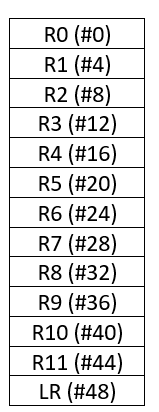 R0 (#0)
R1 (#4)
R2 (#8)
R3 (#12)
R4 (#16)
R5 (#20)
R6 (#24)
R7 (#28)
R8 (#32)
R9 (#36)
R10 (#40)
R11 (#44)
LR (#48)